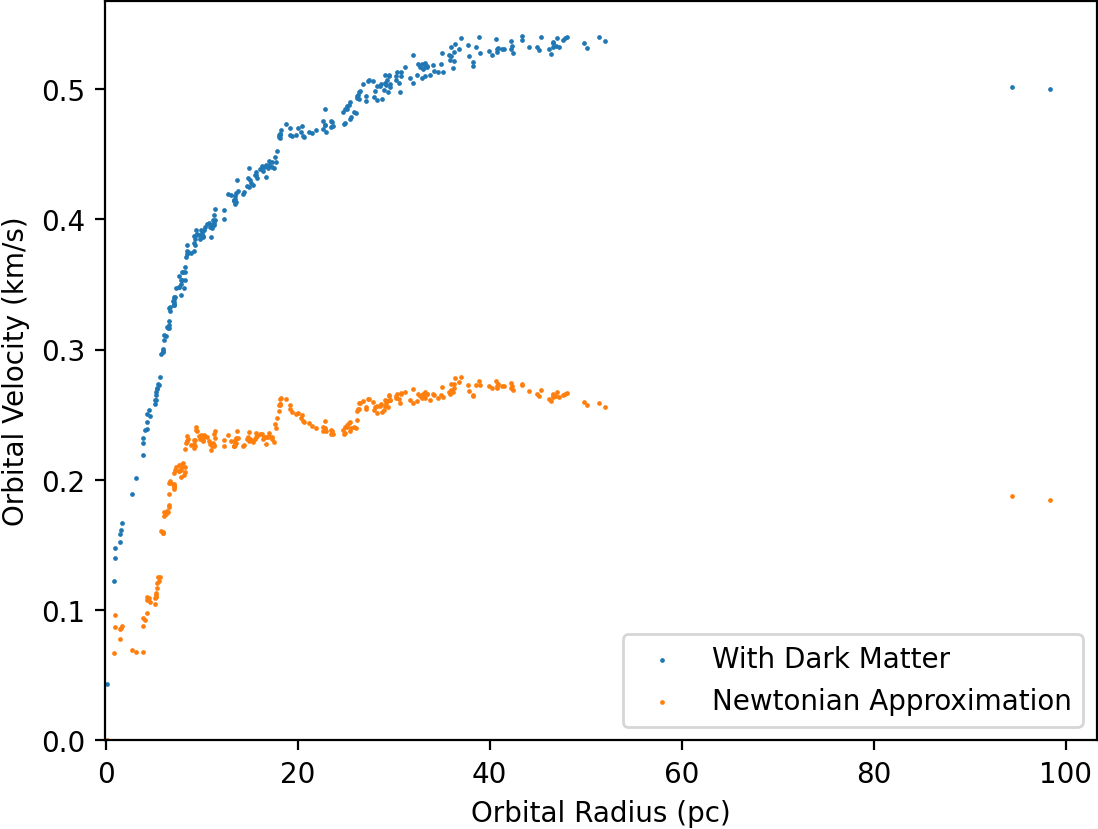 Orbital Velocity (km/s)
0.5
0.4
0.3
0.2
0.1
0.0
0 20 40 60 80 100
Orbital Radius (pc)
With Dark Matter
Newtonian Approximation